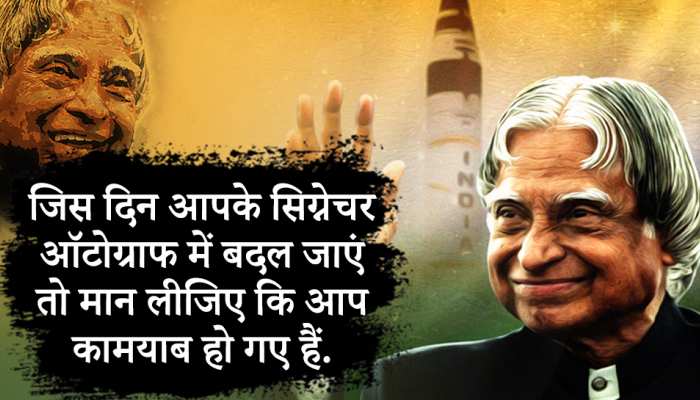 जिस दिन आपके सिग्नेचर
ऑटोग्राफ में बदल जाएं
तो मान लीजिए कि आप
कामयाब हो गए हैं.
INDIA